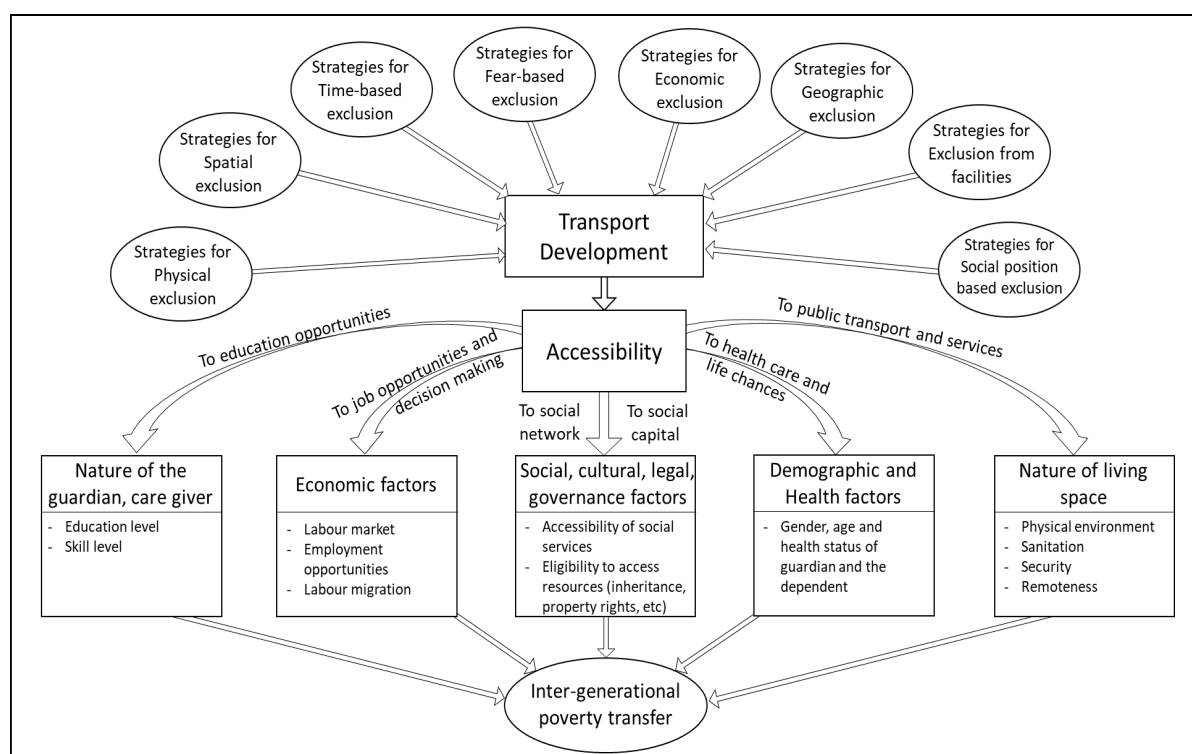 Strategies for
Physical
exclusion
Strategies for
Spatial
exclusion
Strategies for
Time-based
exclusion
Strategies for
Fear-based
exclusion
Strategies for
Economic
exclusion
Strategies for
Geographic
exclusion
Strategies for
Exclusion from
facilities
Strategies for
Social position
based exclusion
Transport
Development
Accessibility
To education opportunities
To job opportunities and
decision making
To social
network
To social
capital
To health care and
life chances
To public transport and services
Nature of the
guardian, care giver
- Education level
- Skill level
Economic factors
- Labour market
- Employment
opportunities
- Labour migration
Social, cultural, legal,
governance factors
- Accessibility of social
services
- Eligibility to access
resources (inheritance,
property rights, etc)
Demographic and
Health factors
- Gender, age and
health status of
guardian and the
dependent
Nature of living
space
- Physical environment
- Sanitation
- Security
- Remoteness
Inter-generational
poverty transfer